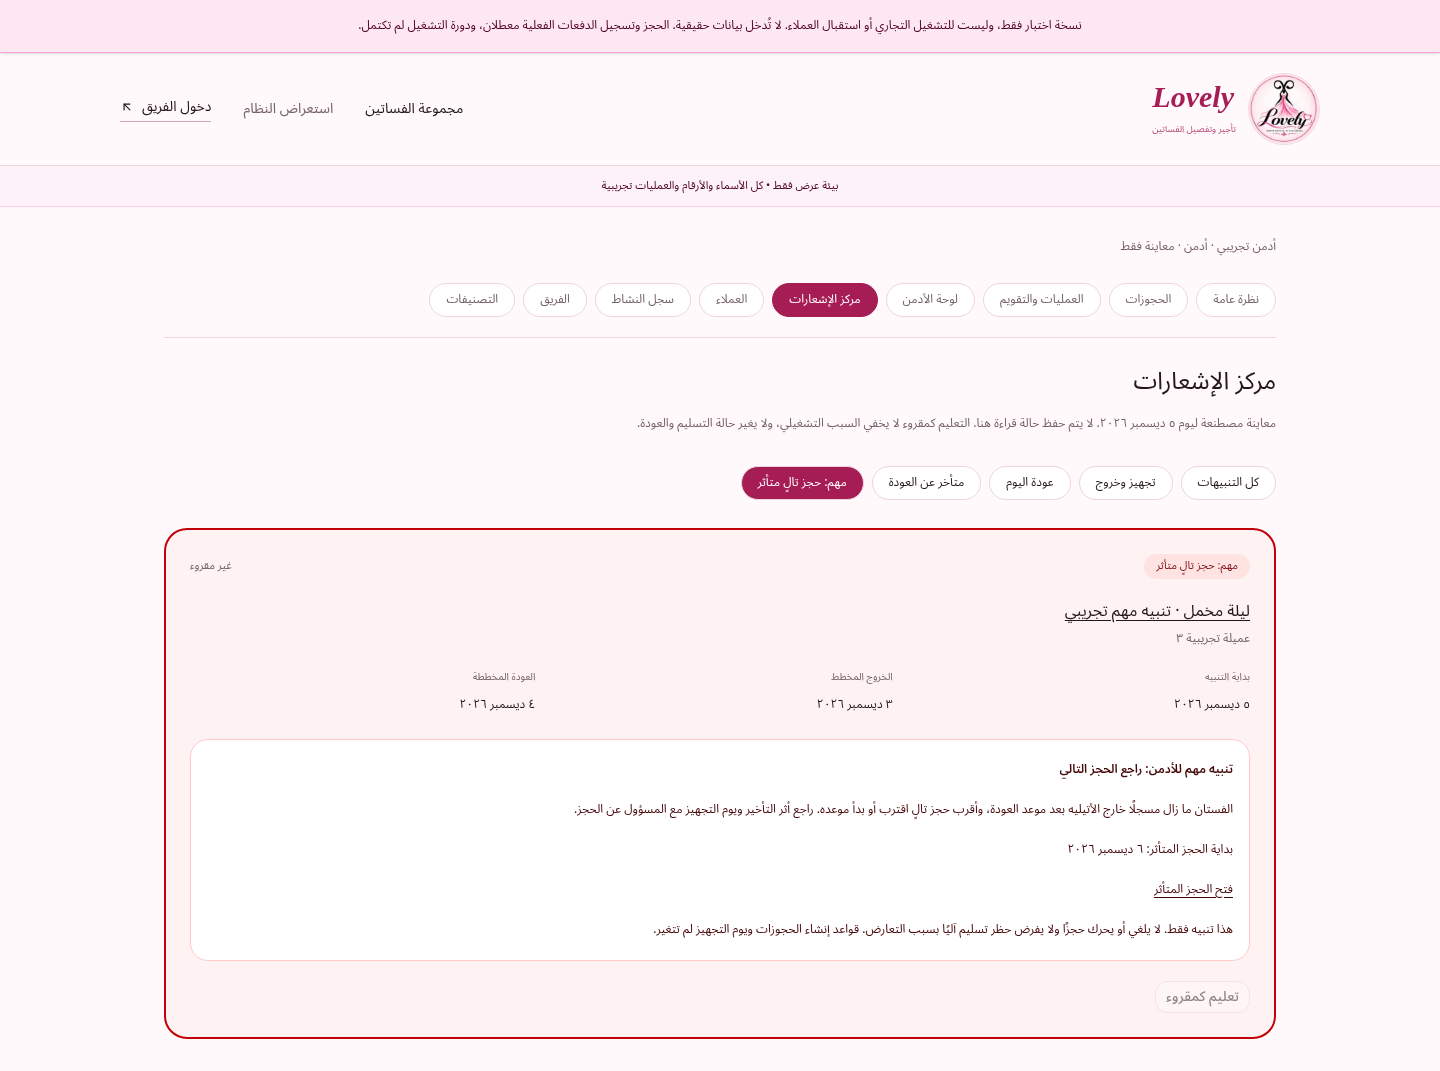 نسخة اختبار فقط، وليست للتشغيل التجاري أو استقبال العملاء. لا تُدخل بيانات حقيقية. الحجز وتسجيل الدفعات الفعلية معطلان، ودورة التشغيل لم تكتمل.
Lovely
تأجير وتفصيل الفساتين
Lovely
مجموعة الفساتين
استعراض النظام
دخول الفريق
بيئة عرض فقط • كل الأسماء والأرقام والعمليات تجريبية
أدمن تجريبي · أدمن · معاينة فقط
نظرة عامة
الحجوزات
العمليات والتقويم
لوحة الأدمن
مركز الإشعارات
العملاء
سجل النشاط
الفريق
التصنيفات
مركز الإشعارات
معاينة مصطنعة ليوم ٥ ديسمبر ٢٠٢٦. لا يتم حفظ حالة قراءة هنا. التعليم كمقروء لا يخفي السبب التشغيلي، ولا يغير حالة التسليم والعودة.
كل التنبيهات
تجهيز وخروج
عودة اليوم
متأخر عن العودة
مهم: حجز تالٍ متأثر
مهم: حجز تالٍ متأثر
غير مقروء
ليلة مخمل · تنبيه مهم تجريبي
عميلة تجريبية ٣
بداية التنبيه
الخروج المخطط
العودة المخططة
٥ ديسمبر ٢٠٢٦
٣ ديسمبر ٢٠٢٦
٤ ديسمبر ٢٠٢٦
تنبيه مهم للأدمن: راجع الحجز التالي
الفستان ما زال مسجلًا خارج الأتيليه بعد موعد العودة، وأقرب حجز تالٍ اقترب أو بدأ موعده. راجع أثر التأخير ويوم التجهيز مع المسؤول عن الحجز.
بداية الحجز المتأثر: ٦ ديسمبر ٢٠٢٦
فتح الحجز المتأثر
هذا تنبيه فقط. لا يلغي أو يحرك حجزًا ولا يفرض حظر تسليم آليًا بسبب التعارض. قواعد إنشاء الحجوزات ويوم التجهيز لم تتغير.
تعليم كمقروء